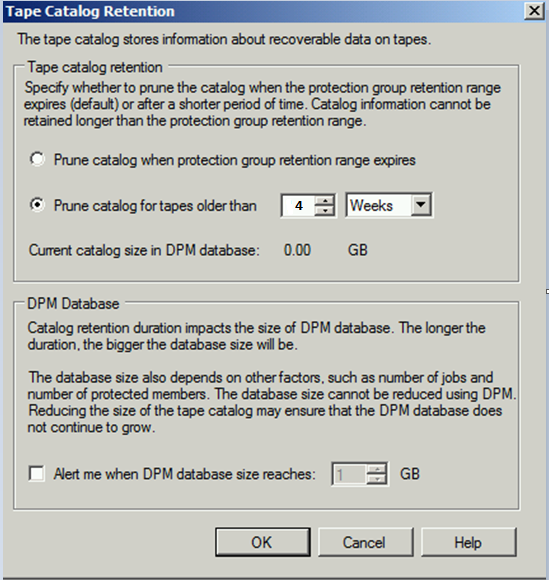 Tape Catalog Retention
The tape catalog stores information about recoverable data on tapes.
Tape catalog retention
Specify whether to prune the catalog when the protection group retention range
expires (default) or after a shorter period of time. Catalog information cannot be
retained longer than the protection group retention range.
Prune catalog when protection group retention range expires
Prune catalog for tapes older than 4 Weeks
Current catalog size in DPM database: 0.00 GB
DPM Database
Catalog retention duration impacts the size of DPM database. The longer the
duration, the bigger the database size will be.
The database size also depends on other factors, such as number of jobs and
number of protected members. The database size cannot be reduced using DPM.
Reducing the size of the tape catalog may ensure that the DPM database does
not continue to grow.
Alert me when DPM database size reaches: 1 GB
OK Cancel Help